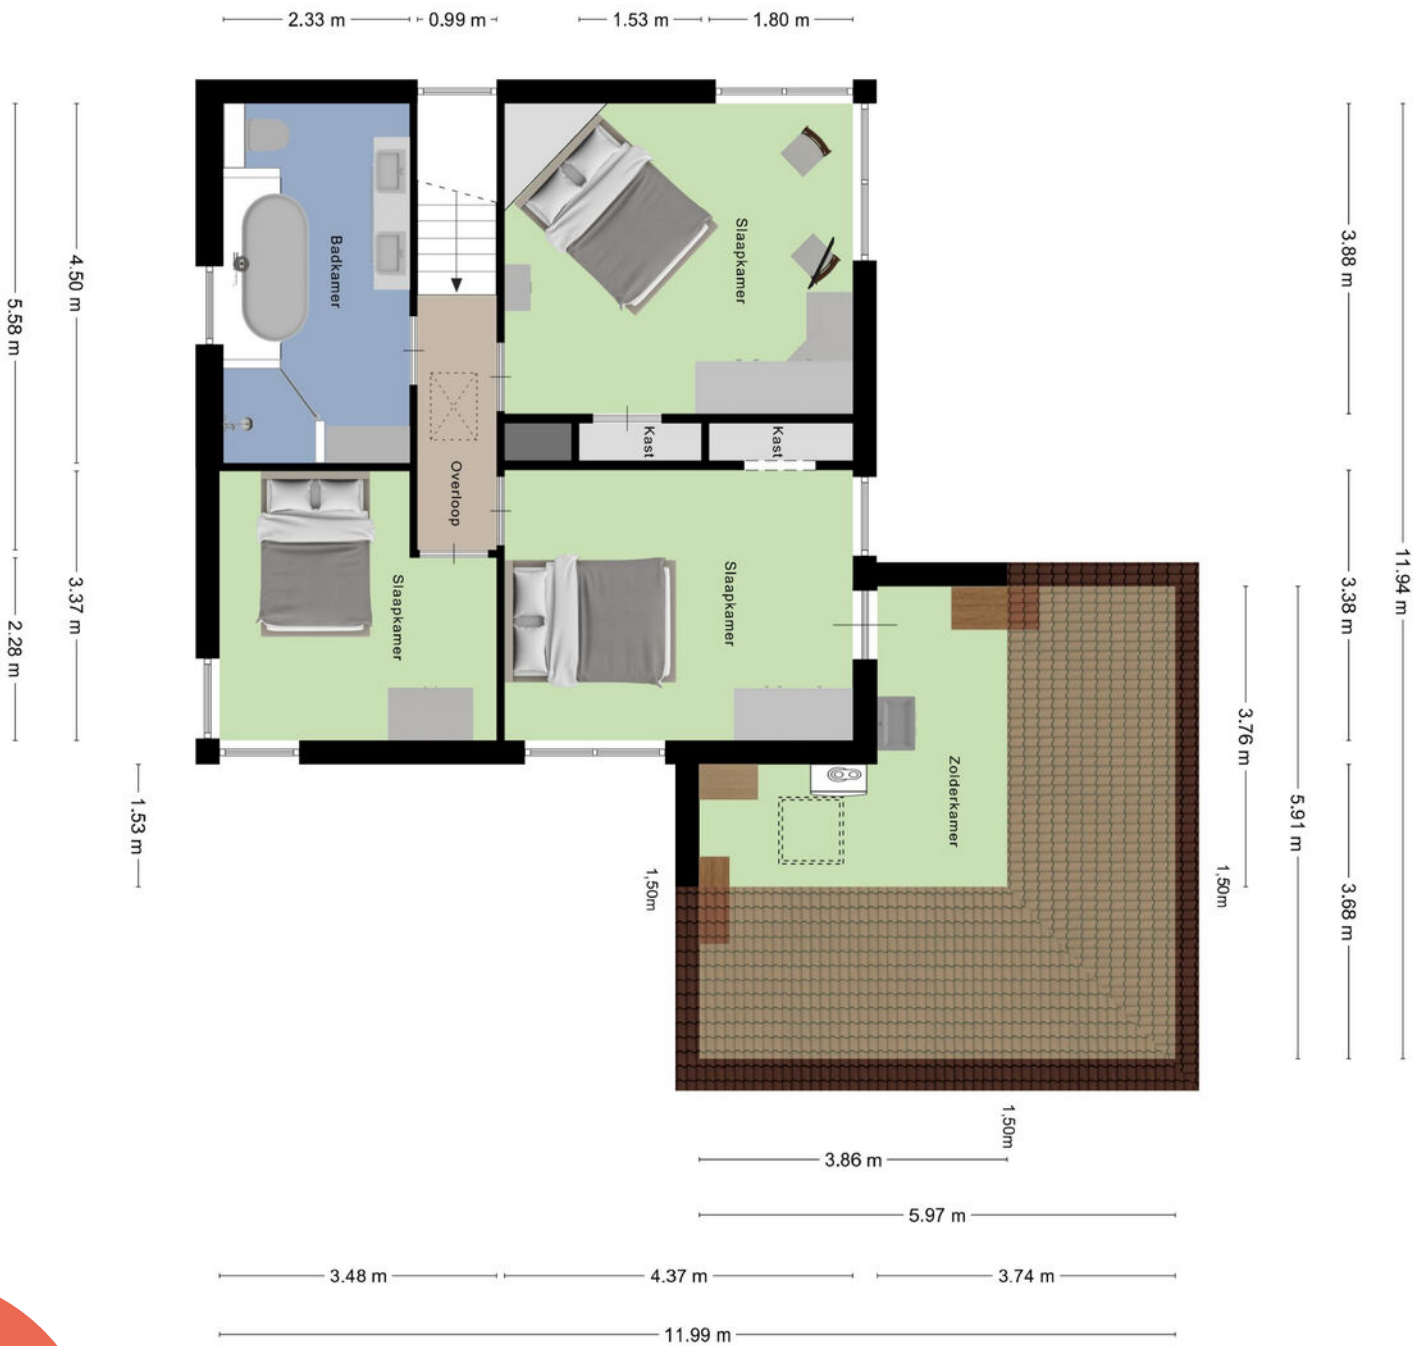 2.33 m
0.99 m
1.53 m
1.80 m
4.50 m
5.58 m
3.37 m
2.28 m
1.53 m
Badkamer
Slaapkamer
Kast
Kast
Overloop
Slaapkamer
Slaapkamer
Zolderkamer
3.88 m
11.94 m
3.38 m
3.76 m
5.91 m
3.68 m
1,50m
1,50m
1,50m
3.86 m
5.97 m
3.48 m
4.37 m
3.74 m
11.99 m